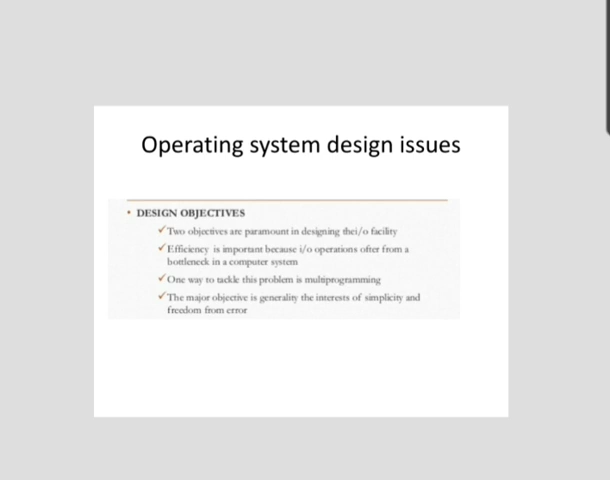 Operating system design issues
• DESIGN OBJECTIVES
✓Two objectives are paramount in designing thei/o facility
✓Efficiency is important because i/o operations ofter from a
bottleneck in a computer system
✓One way to tackle this problem is multiprogramming
✓The major objective is generality the interests of simplicity and
freedom from error